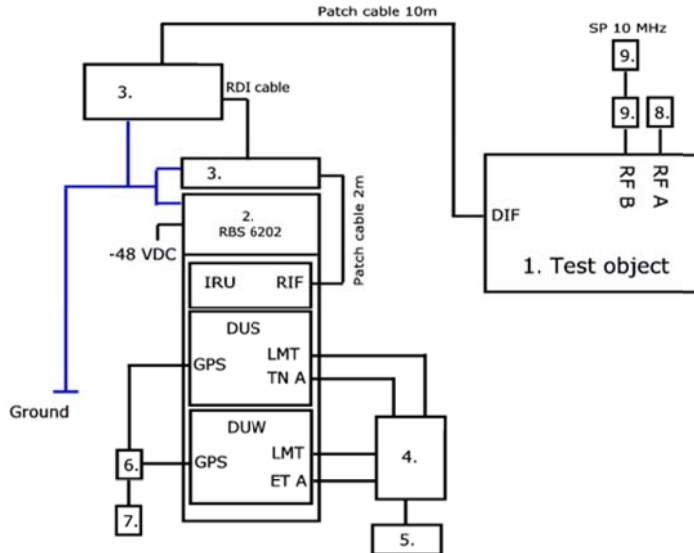 Patch cable 10m
SP 10 MHz
9.
3.
RDI cable
9.
8.
3.
RF B
RF A
Patch cable 2m
2.
RBS 6202
DIF
-48 VDC
1. Test object
IRU
RIF
DUS
LMT
GPS
TN A
Ground
DUW
LMT
6.
GPS
4.
ET A
7.
5.